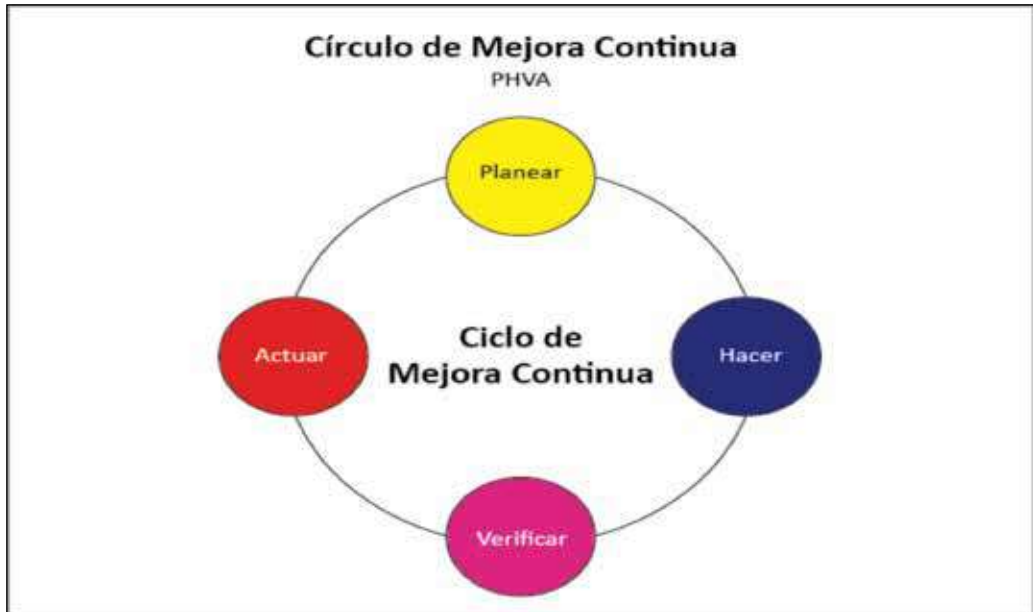 Círculo de Mejora Continua
PHVA
Planear
Actuar
Ciclo de
Mejora Continua
Hacer
Verificar